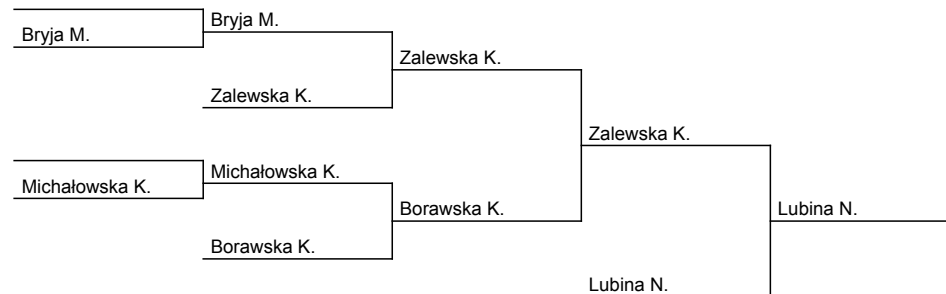 Bryja M.
Bryja M.
Zalewska K.
Zalewska K.
Zalewska K.
Michałowska K.
Michałowska K.
Borawska K.
Lubina N.
Borawska K.
Lubina N.